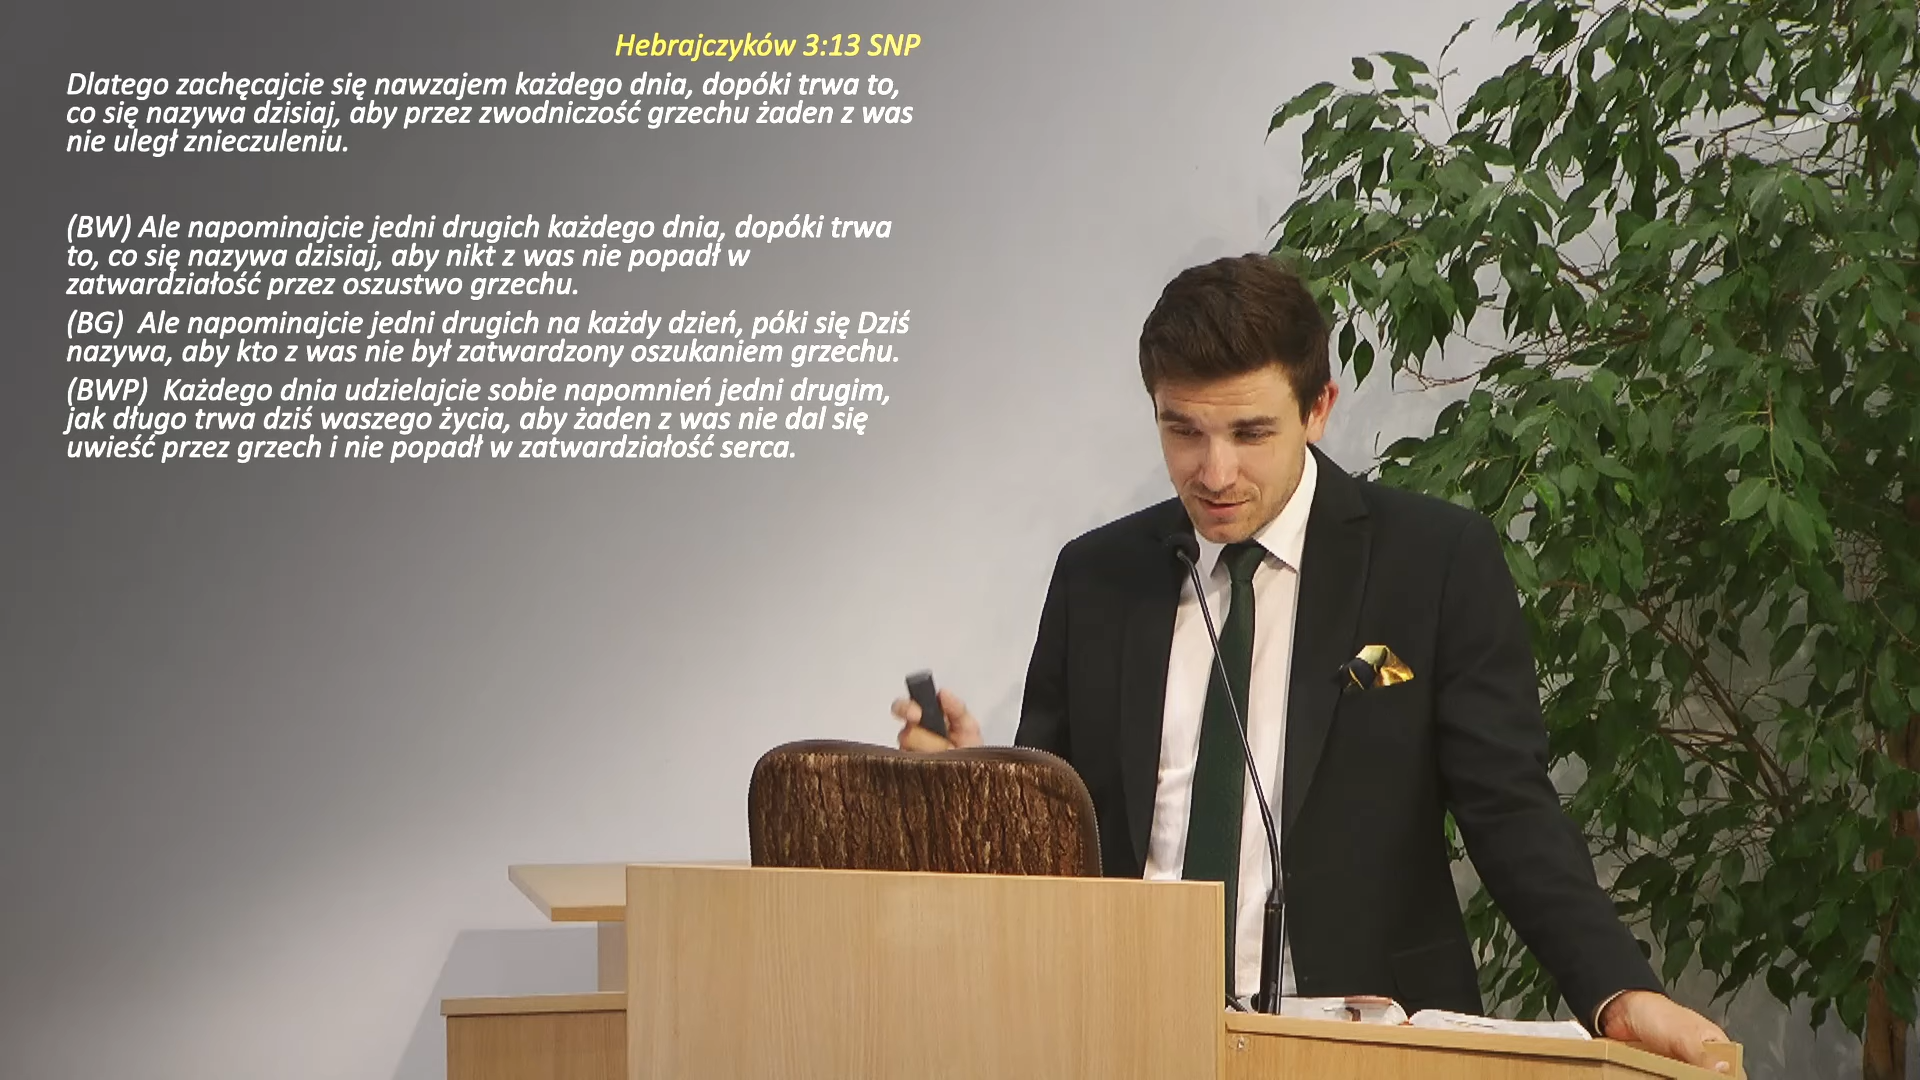 Hebrajczyków 3:13 SNP
Dlatego zachęcajcie się nawzajem każdego dnia, dopóki trwa to,
co się nazywa dzisiaj, aby przez zwodniczość grzechu żaden z was
nie uległ znieczuleniu.
(BW) Ale napominajcie jedni drugich każdego dnia, dopóki trwa
to, co się nazywa dzisiaj, aby nikt z was nie popadł w
zatwardziałość przez oszustwo grzechu.
(BG) Ale napominajcie jedni drugich na każdy dzień, póki się Dziś
nazywa, aby kto z was nie był zatwardzony oszukaniem grzechu.
(BWP) Każdego dnia udzielajcie sobie napomnień jedni drugim,
jak długo trwa dziś waszego życia, aby żaden z was nie dal się
uwieść przez grzech i nie popadł w zatwardziałość serca.